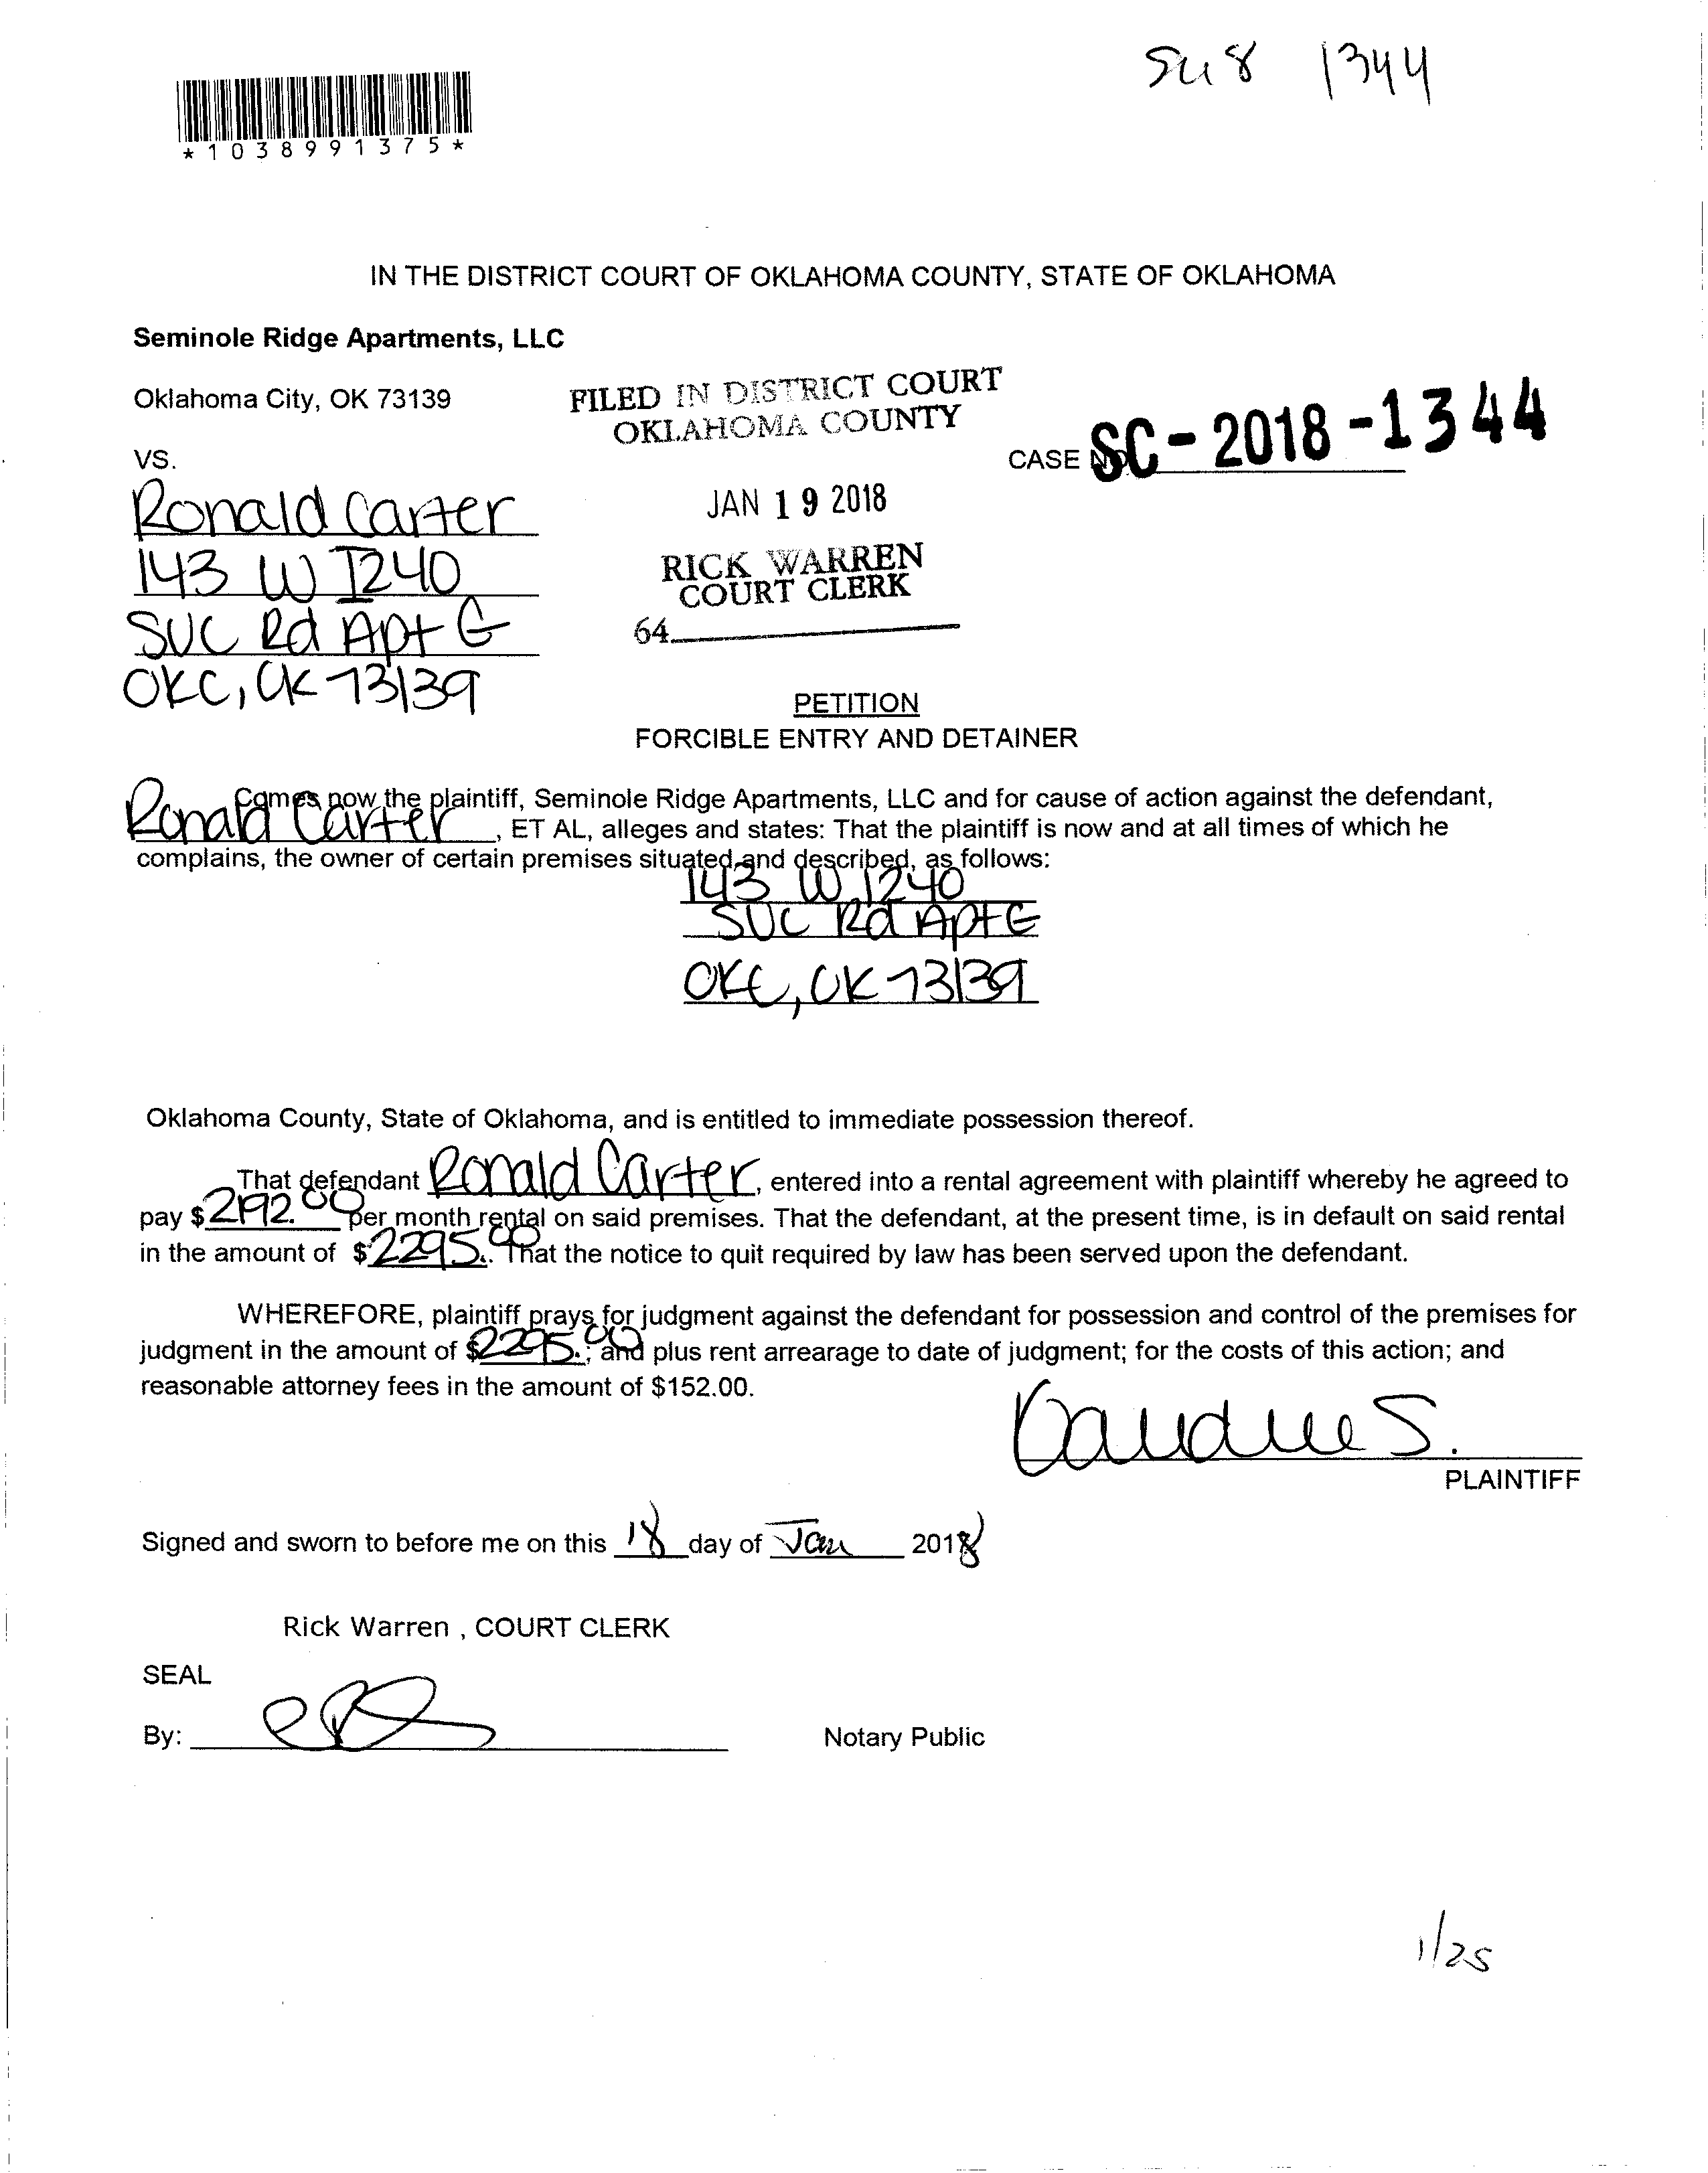 1344
*1038991375*
IN THE DISTRICT COURT OF OKLAHOMA COUNTY, STATE OF OKLAHOMA
Seminole Ridge Apartments, LLC
Oklahoma City, OK 73139
FILED IN DISTRICT COURT
OKLAHOMA COUNTY
VS.
CASE NO. SC-2018-1344
Ronald Carter
JAN 19 2018
143 W I240
RICK WARREN
COURT CLERK
SVC Rd Apt G
64
OKC, OK 73139
PETITION
FORCIBLE ENTRY AND DETAINER
Comes now the plaintiff, Seminole Ridge Apartments, LLC and for cause of action against the defendant,
Ronald Carter, ET AL, alleges and states: That the plaintiff is now and at all times of which he
complains, the owner of certain premises situated and described, as follows:
143 W I240
SVC Rd Apt G
OKC, OK 73139
Oklahoma County, State of Oklahoma, and is entitled to immediate possession thereof.
That defendant Ronald Carter, entered into a rental agreement with plaintiff whereby he agreed to
pay $2192.00 per month rental on said premises. That the defendant, at the present time, is in default on said rental
in the amount of $2295.00. That the notice to quit required by law has been served upon the defendant.
WHEREFORE, plaintiff prays for judgment against the defendant for possession and control of the premises for
judgment in the amount of $2295.00; and plus rent arrearage to date of judgment; for the costs of this action; and
reasonable attorney fees in the amount of $152.00.
S.
PLAINTIFF
Signed and sworn to before me on this 18 day of Jan 2018
Rick Warren , COURT CLERK
SEAL
By:
Notary Public
1/25